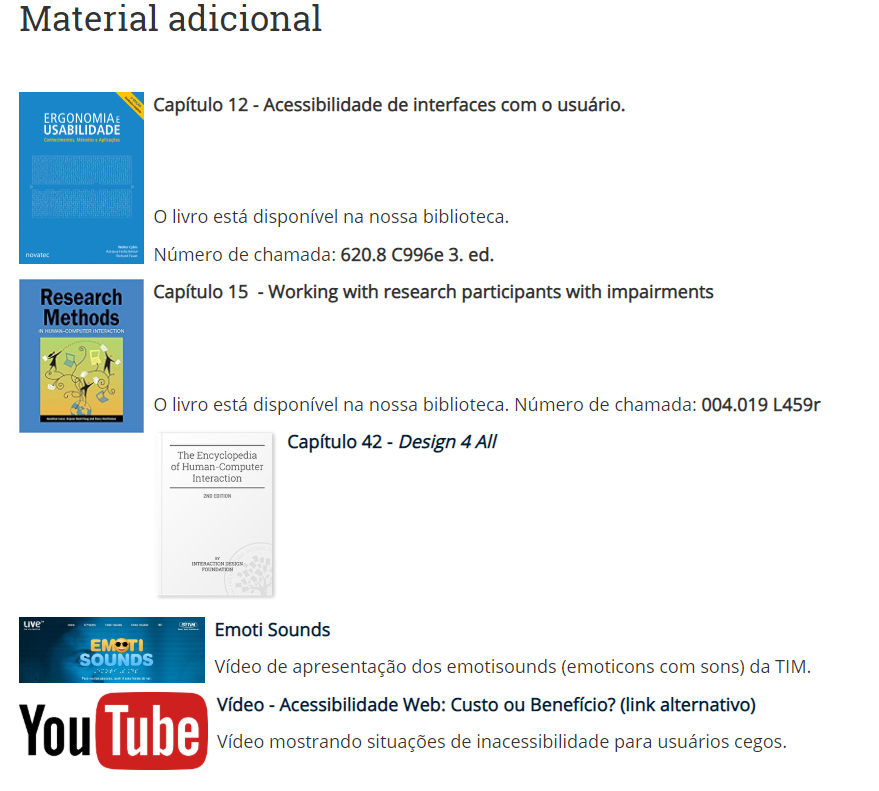 Material adicional
ERGONOMIA E
USABILIDADE
Conhecimentos, Métodos e Aplicações
novatec
Walter Cybis
Capítulo 12 - Acessibilidade de interfaces com o usuário.
O livro está disponível na nossa biblioteca.
Número de chamada: 620.8 C996e 3. ed.
Research
Methods
IN HUMAN-COMPUTER INTERACTION
Capítulo 15  - Working with research participants with impairments
O livro está disponível na nossa biblioteca. Número de chamada: 004.019 L459r
The Encyclopedia
of Human-Computer
Interaction
2ND EDITION
BY
INTERACTION DESIGN
FOUNDATION
Capítulo 42 - Design 4 All
LIVE
EMOTI
SOUNDS
Emoti Sounds
Vídeo de apresentação dos emotisounds (emoticons com sons) da TIM.
YouTube
Vídeo - Acessibilidade Web: Custo ou Benefício? (link alternativo)
Vídeo mostrando situações de inacessibilidade para usuários cegos.